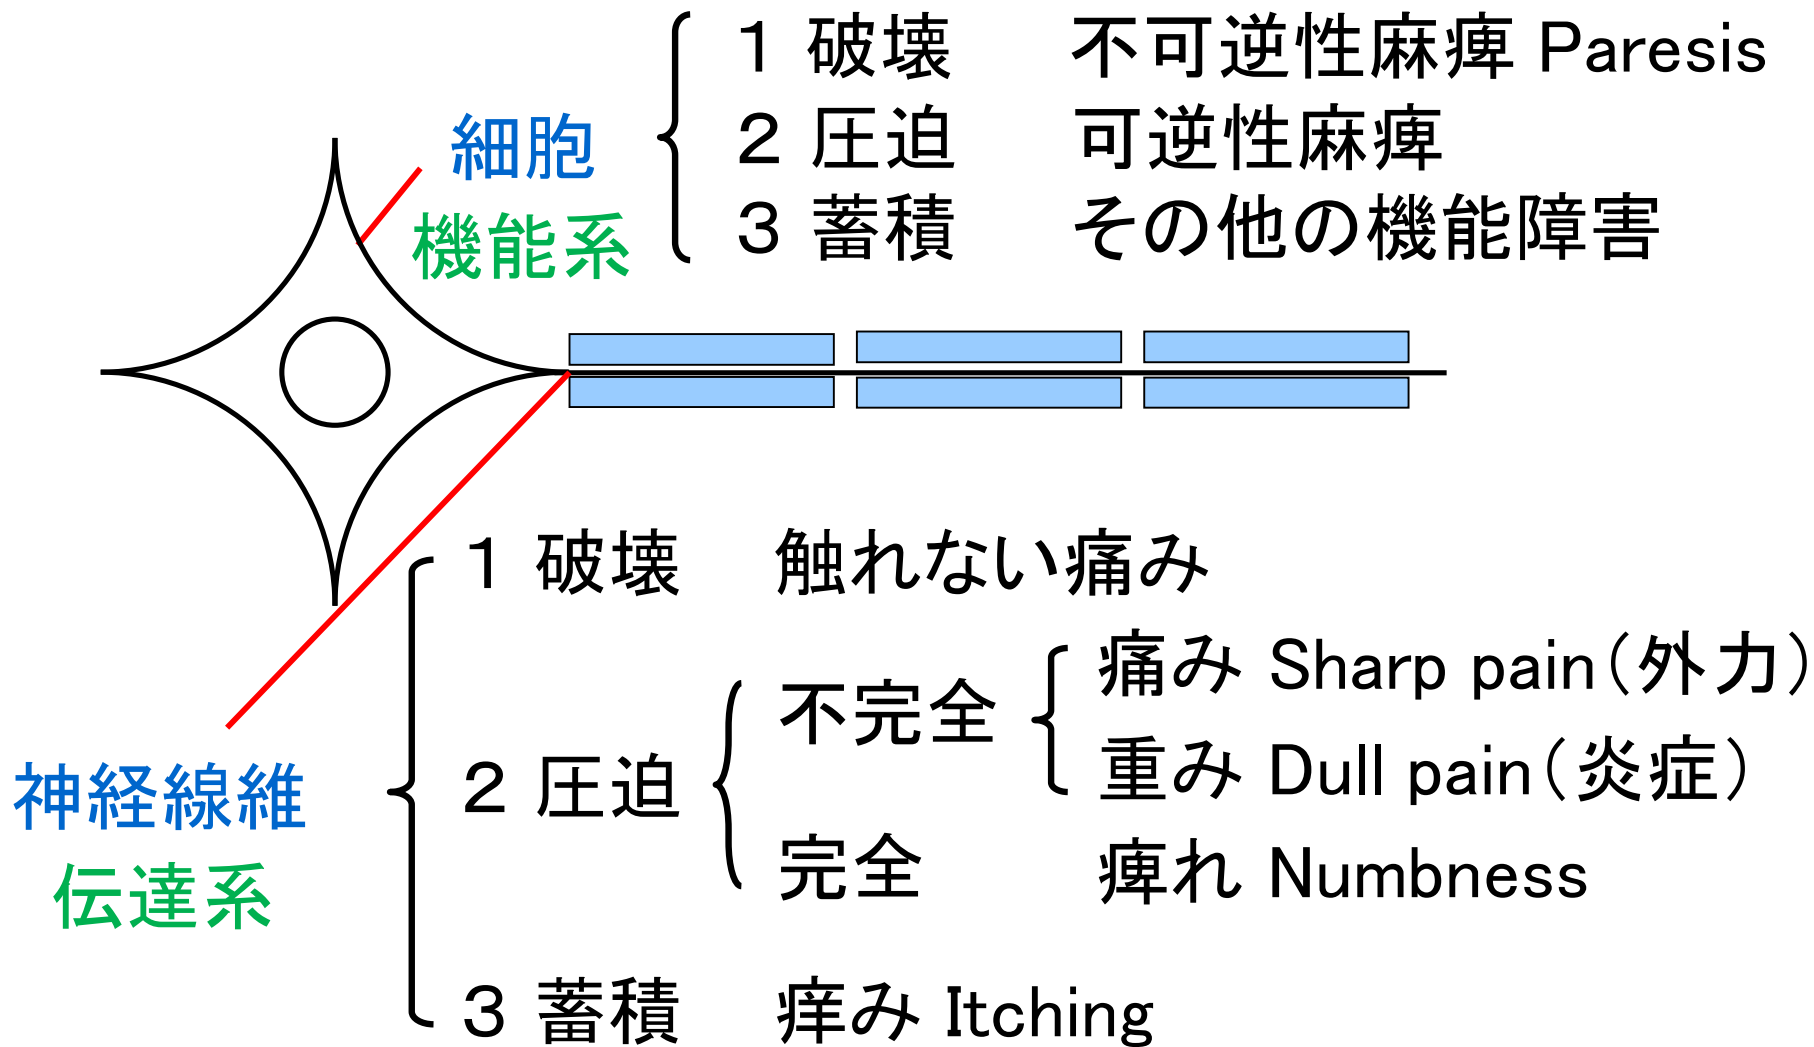 細胞
機能系
1 破壊 不可逆性麻痺 Paresis
2 圧迫 可逆性麻痺
3 蓄積 その他の機能障害
神経線維
伝達系
1 破壊 触れない痛み
2 圧迫
不完全
痛み Sharp pain(外力)
重み Dull pain(炎症)
完全 痺れ Numbness
3 蓄積 痒み Itching